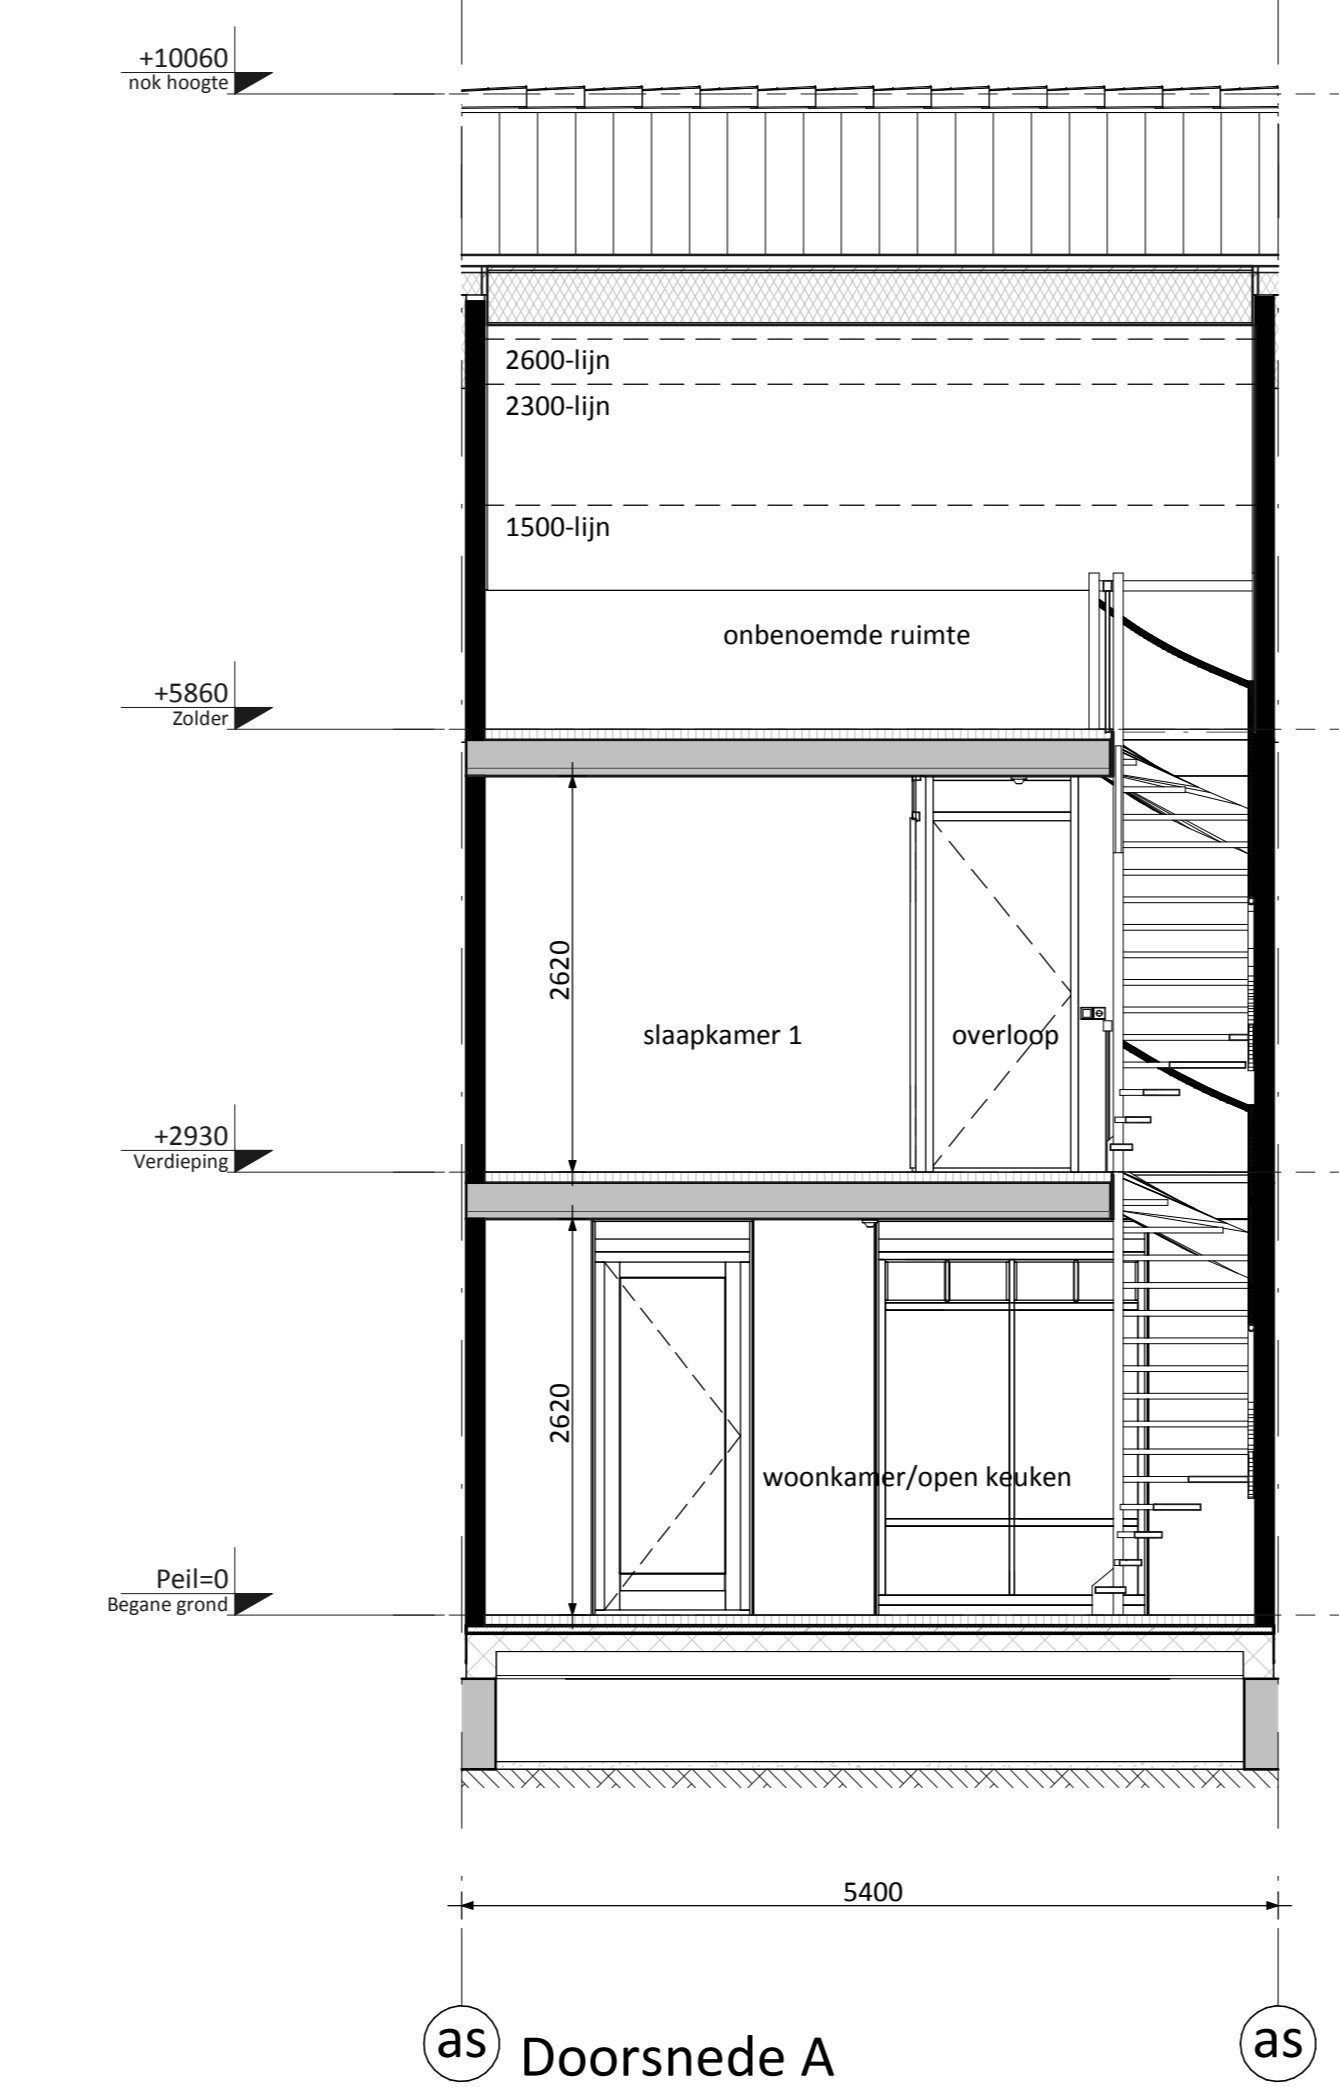 +10060
nok hoogte
2600-lijn
2300-lijn
1500-lijn
onbenoemde ruimte
+5860
Zolder
2620
slaapkamer 1
overloop
+2930
Verdieping
2620
woonkamer/open keuken
Peil=0
Begane grond
5400
as
Doorsnede A
as